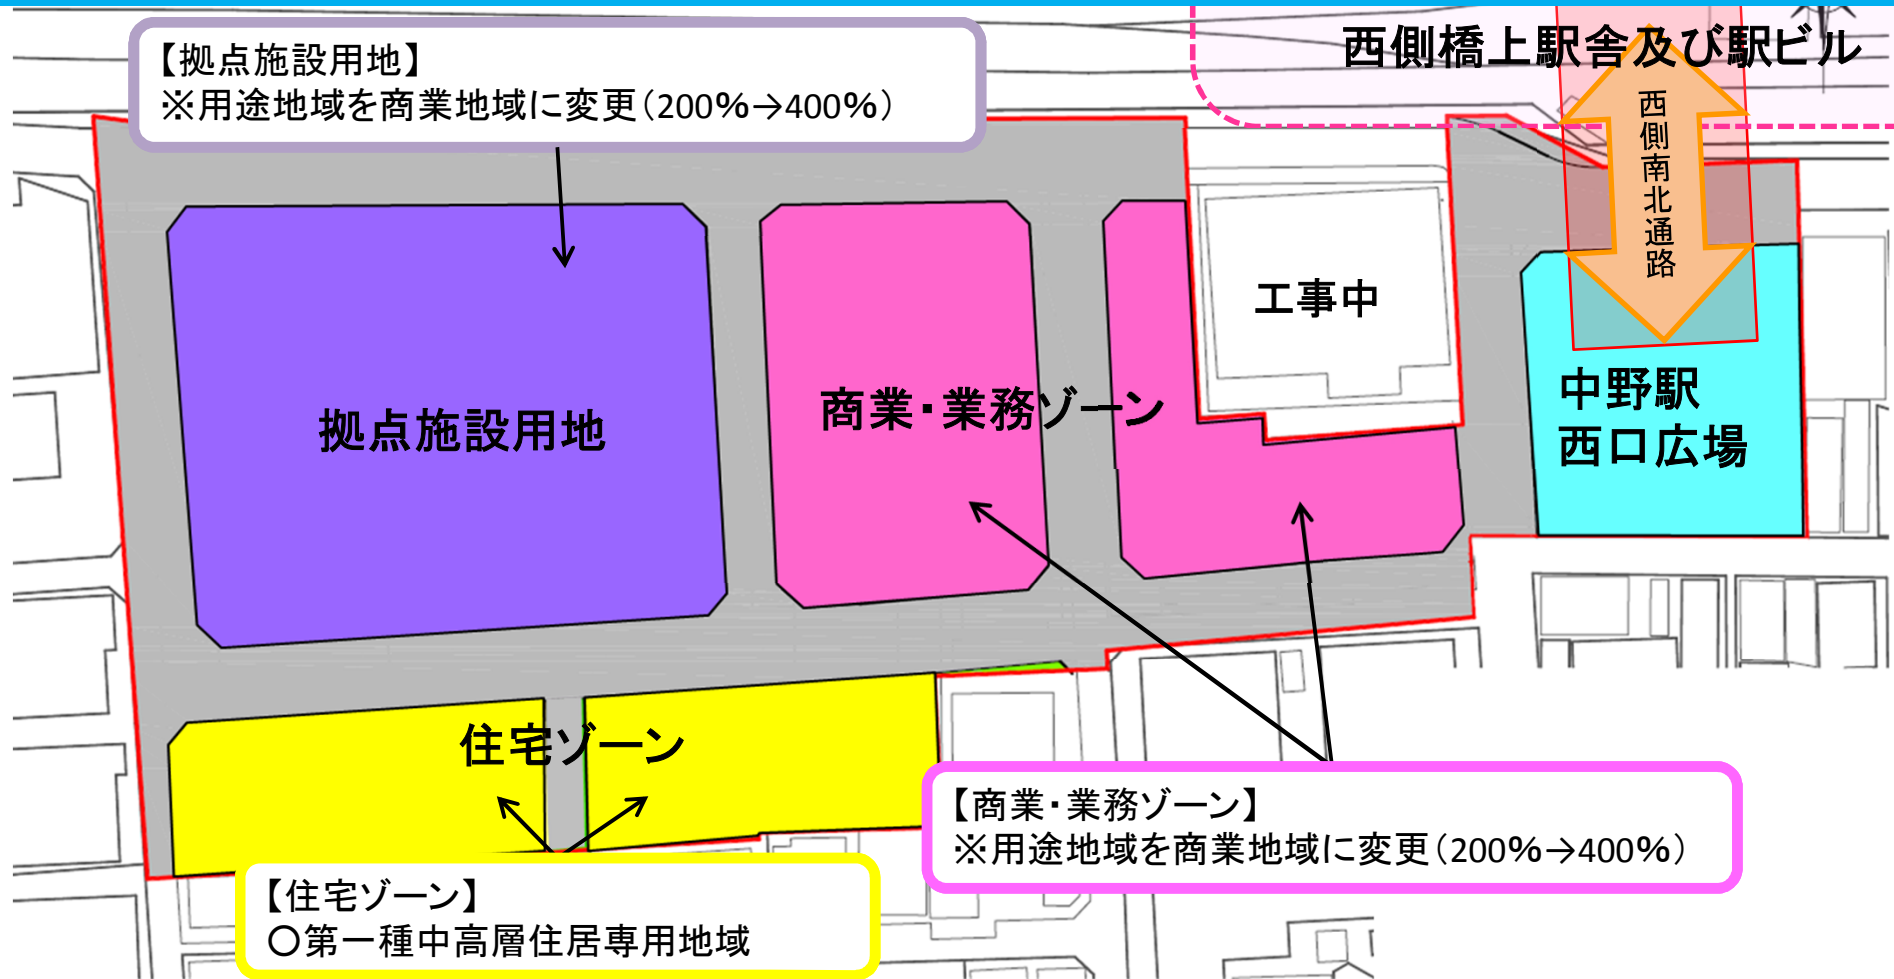 【拠点施設用地】
※用途地域を商業地域に変更（200%→400%）
西側橋上駅舎及び駅ビル
西側南北通路
工事中
中野駅
西口広場
拠点施設用地
商業・業務ゾーン
住宅ゾーン
【商業・業務ゾーン】
※用途地域を商業地域に変更（200%→400%）
【住宅ゾーン】
○第一種中高層住居専用地域